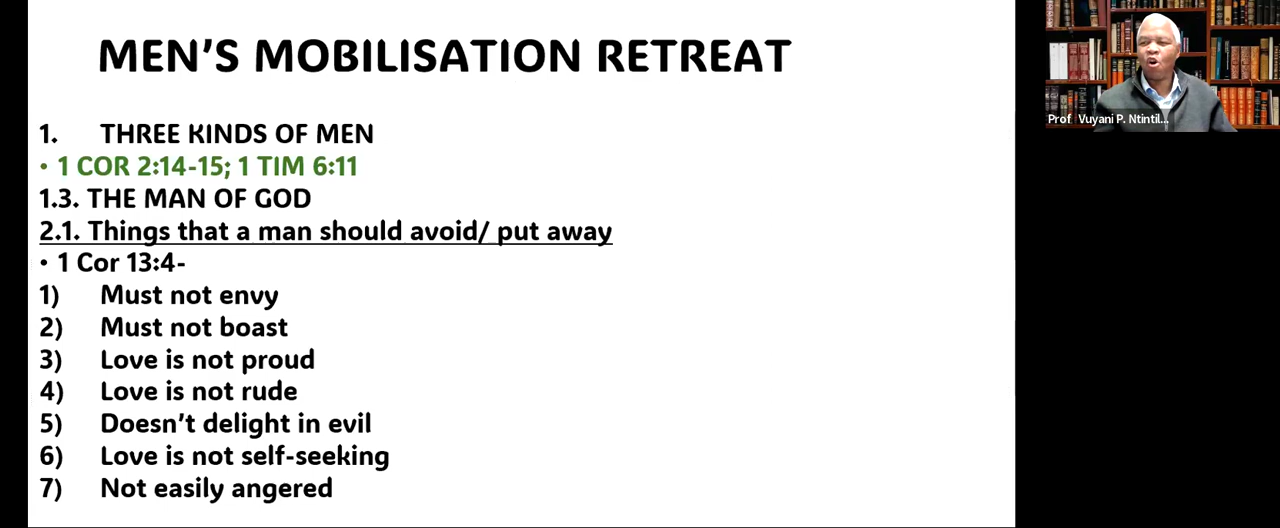 MEN'S MOBILISATION RETREAT
1. THREE KINDS OF MEN
• 1 COR 2:14-15; 1 TIM 6:11
1.3. THE MAN OF GOD
2.1. Things that a man should avoid/ put away
• 1 Cor 13:4-
1) Must not envy
2) Must not boast
3) Love is not proud
4) Love is not rude
5) Doesn't delight in evil
6) Love is not self-seeking
7) Not easily angered
Prof Vuyani P. Ntintil...